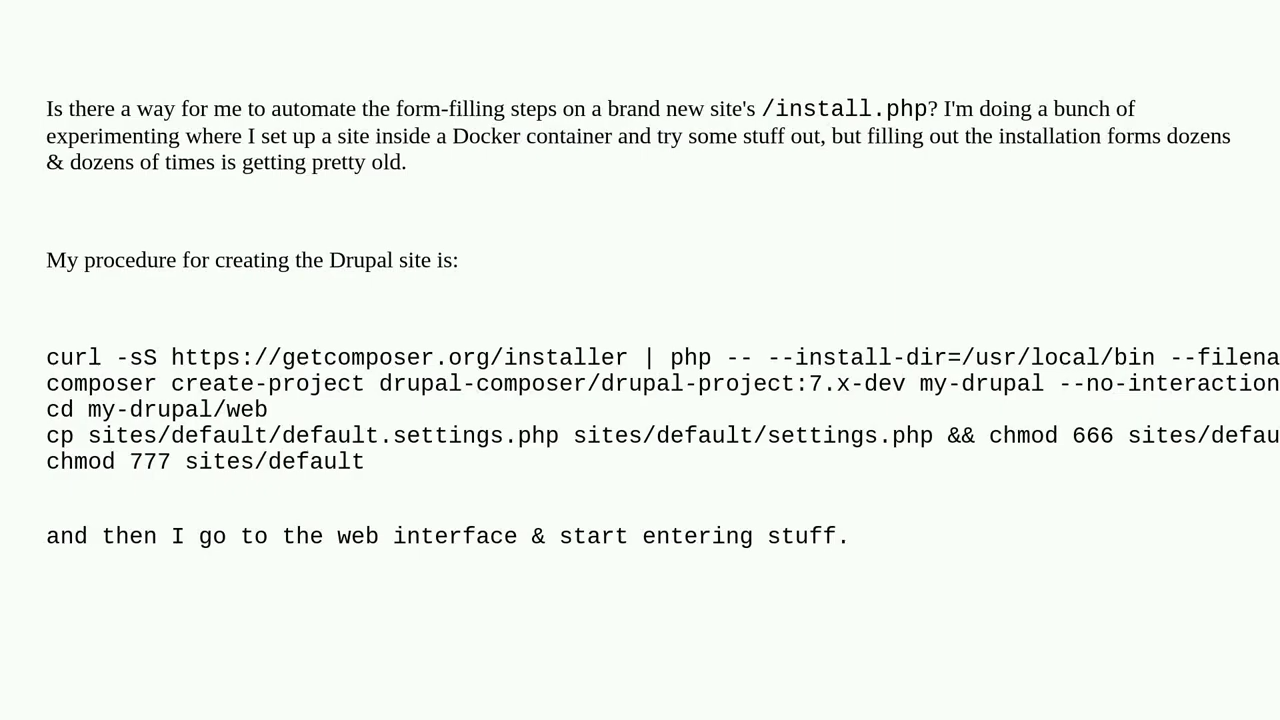 Is there a way for me to automate the form-filling steps on a brand new site's /install.php? I'm doing a bunch of
experimenting where I set up a site inside a Docker container and try some stuff out, but filling out the installation forms dozens
& dozens of times is getting pretty old.
My procedure for creating the Drupal site is:
curl -sS https://getcomposer.org/installer | php -- --install-dir=/usr/local/bin --filena
composer create-project drupal-composer/drupal-project:7.x-dev my-drupal --no-interaction
cd my-drupal/web
cp sites/default/default.settings.php sites/default/settings.php && chmod 666 sites/defau
chmod 777 sites/default
and then I go to the web interface & start entering stuff.